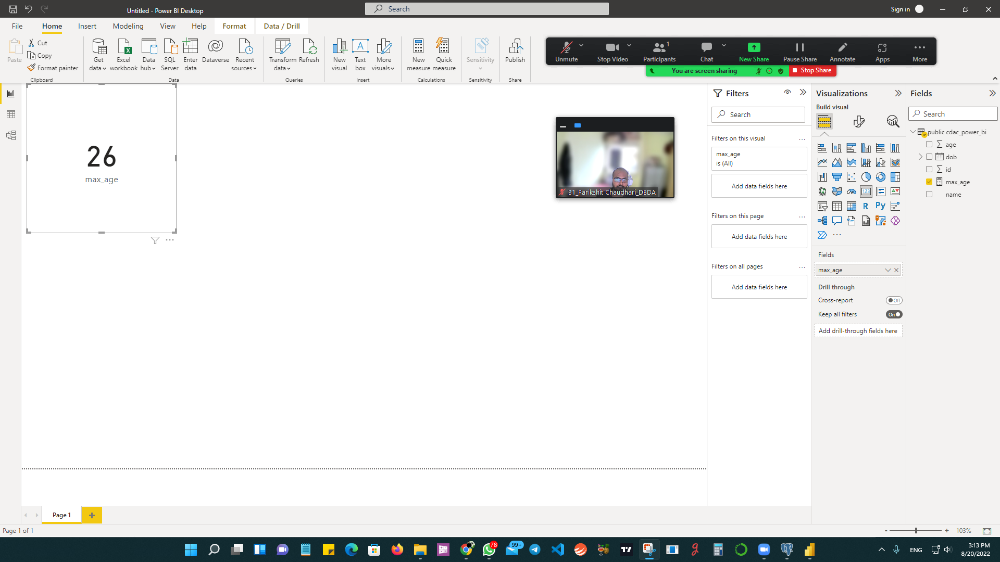 Untitled - Power BI Desktop
Search
Sign in
File
Home
Insert
Modeling
View
Help
Format
Data / Drill
Paste
Cut
Copy
Format painter
Clipboard
Get data
Excel workbook
Data hub
SQL Server
Enter data
Dataverse
Recent sources
Data
Transform data
Refresh
Queries
New visual
Text box
More visuals
Insert
New measure
Quick measure
Calculations
Sensitivity
Sensitivity
Publish
Share
Unmute
Stop Video
Participants
1
Chat
New Share
Pause Share
Annotate
Apps
More
You are screen sharing
Stop Share
26
max_age
31_Parikshit Chaudhari_DBDA
Filters
Search
Filters on this visual
max_age
is (All)
Add data fields here
Filters on this page
Add data fields here
Filters on all pages
Add data fields here
Visualizations
Build visual
123
R
Py
Fields
max_age
Drill through
Cross-report
Off
Keep all filters
On
Add drill-through fields here
Fields
Search
public cdac_power_bi
age
dob
id
max_age
name
Page 1
Page 1 of 1
- + 103%
78
99+
ENG
3:13 PM
8/20/2022